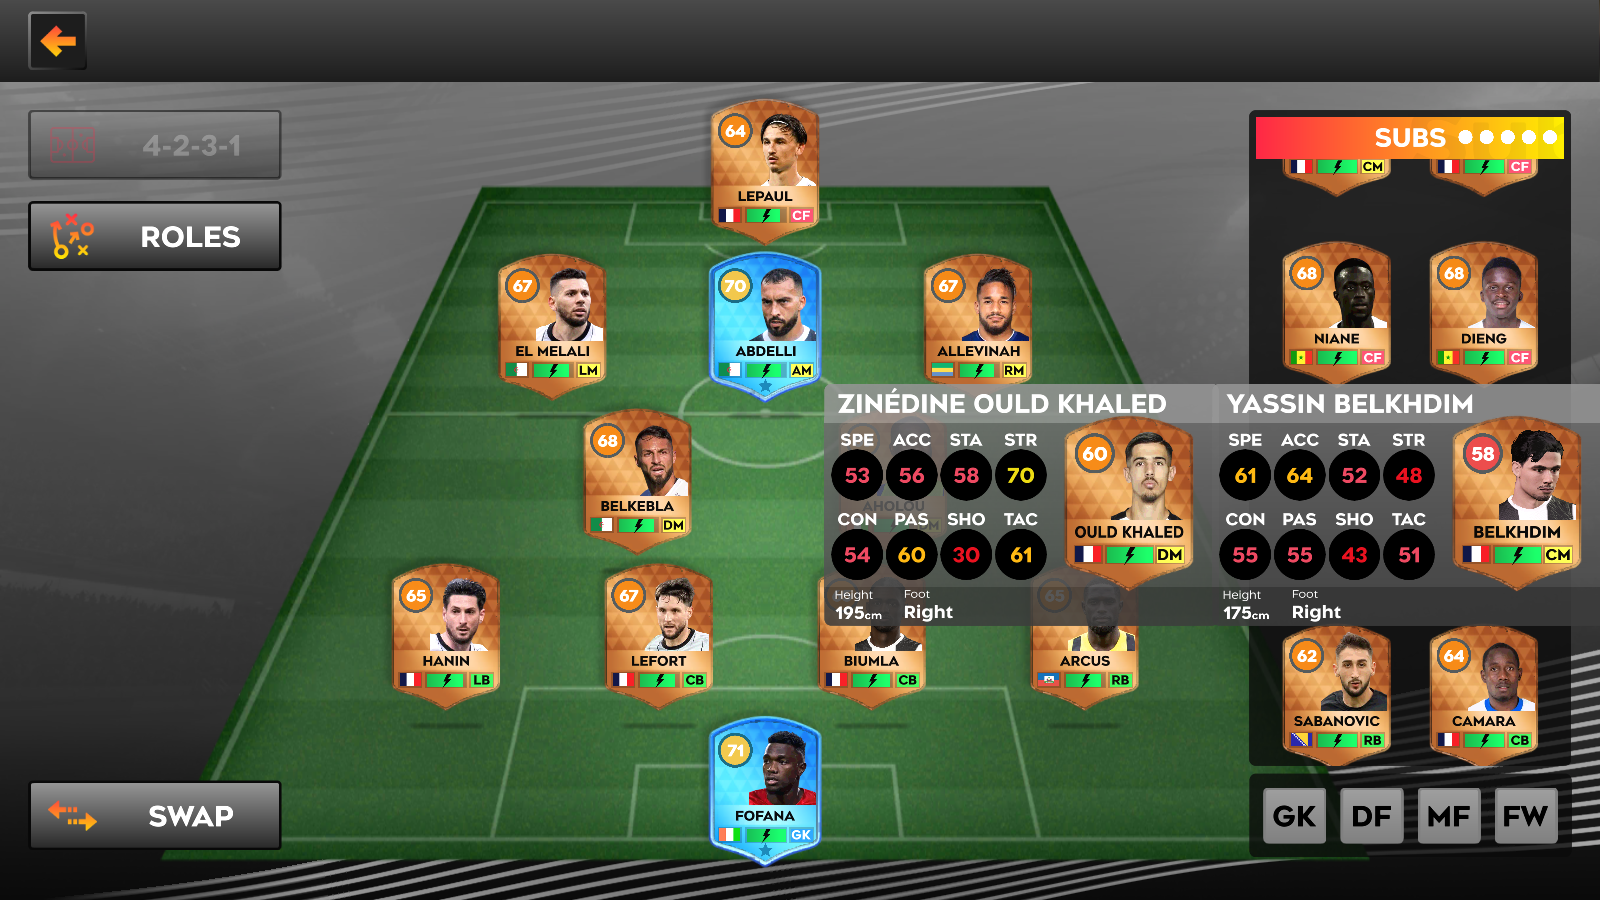 4-2-3-1
ROLES
SWAP
64
LEPAUL
CF
67
EL MELALI
LM
70
ABDELLI
AM
67
ALLEVINAH
RM
68
BELKEBLA
DM
AHOLOU
65
HANIN
LB
67
LEFORT
CB
BIUMLA
CB
65
ARCUS
RB
71
FOFANA
GK
SUBS
CM
CF
68
NIANE
CF
68
DIENG
CF
ZINÉDINE OULD KHALED
SPE ACC STA STR
53 56 58 70
CON PAS SHO TAC
54 60 30 61
Height Foot
195cm Right
60
OULD KHALED
DM
YASSIN BELKHDIM
SPE ACC STA STR
61 64 52 48
CON PAS SHO TAC
55 55 43 51
Height Foot
175cm Right
58
BELKHDIM
CM
62
SABANOVIC
RB
64
CAMARA
CB
GK DF MF FW